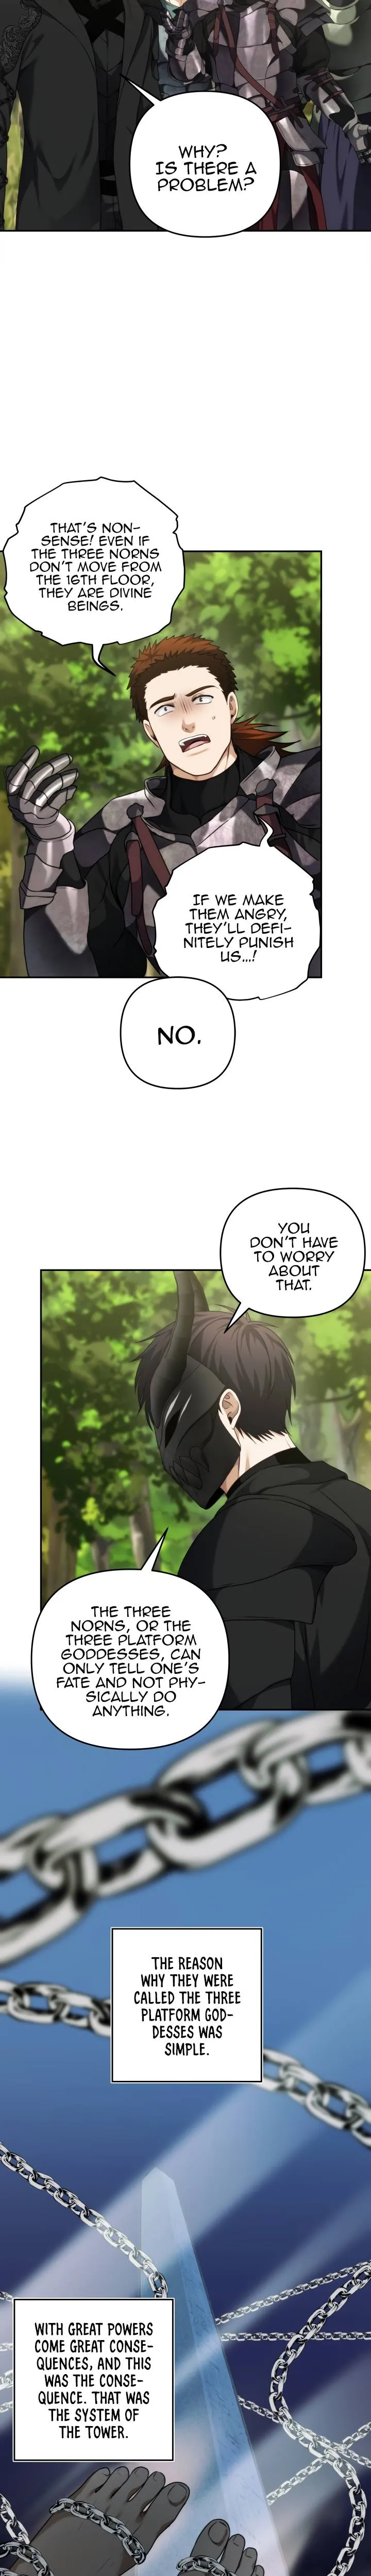 WHY?
IS THERE A
PROBLEM?
THAT'S NON-
SENSE! EVEN IF
THE THREE NORNS
DON'T MOVE FROM
THE 16TH FLOOR,
THEY ARE DIVINE
BEINGS.
IF WE MAKE
THEM ANGRY,
THEY'LL DEFI-
NITELY PUNISH
US...!
NO.
YOU
DON'T HAVE
TO WORRY
ABOUT
THAT.
THE THREE
NORNS, OR THE
THREE PLATFORM
GODDESSES, CAN
ONLY TELL ONE'S
FATE AND NOT PHY-
SICALLY DO
ANYTHING.
THE REASON
WHY THEY WERE
CALLED THE THREE
PLATFORM GOD-
DESSES WAS
SIMPLE.
WITH GREAT POWERS
COME GREAT CONSE-
QUENCES, AND THIS
WAS THE CONSE-
QUENCE. THAT WAS
THE SYSTEM OF
THE TOWER.